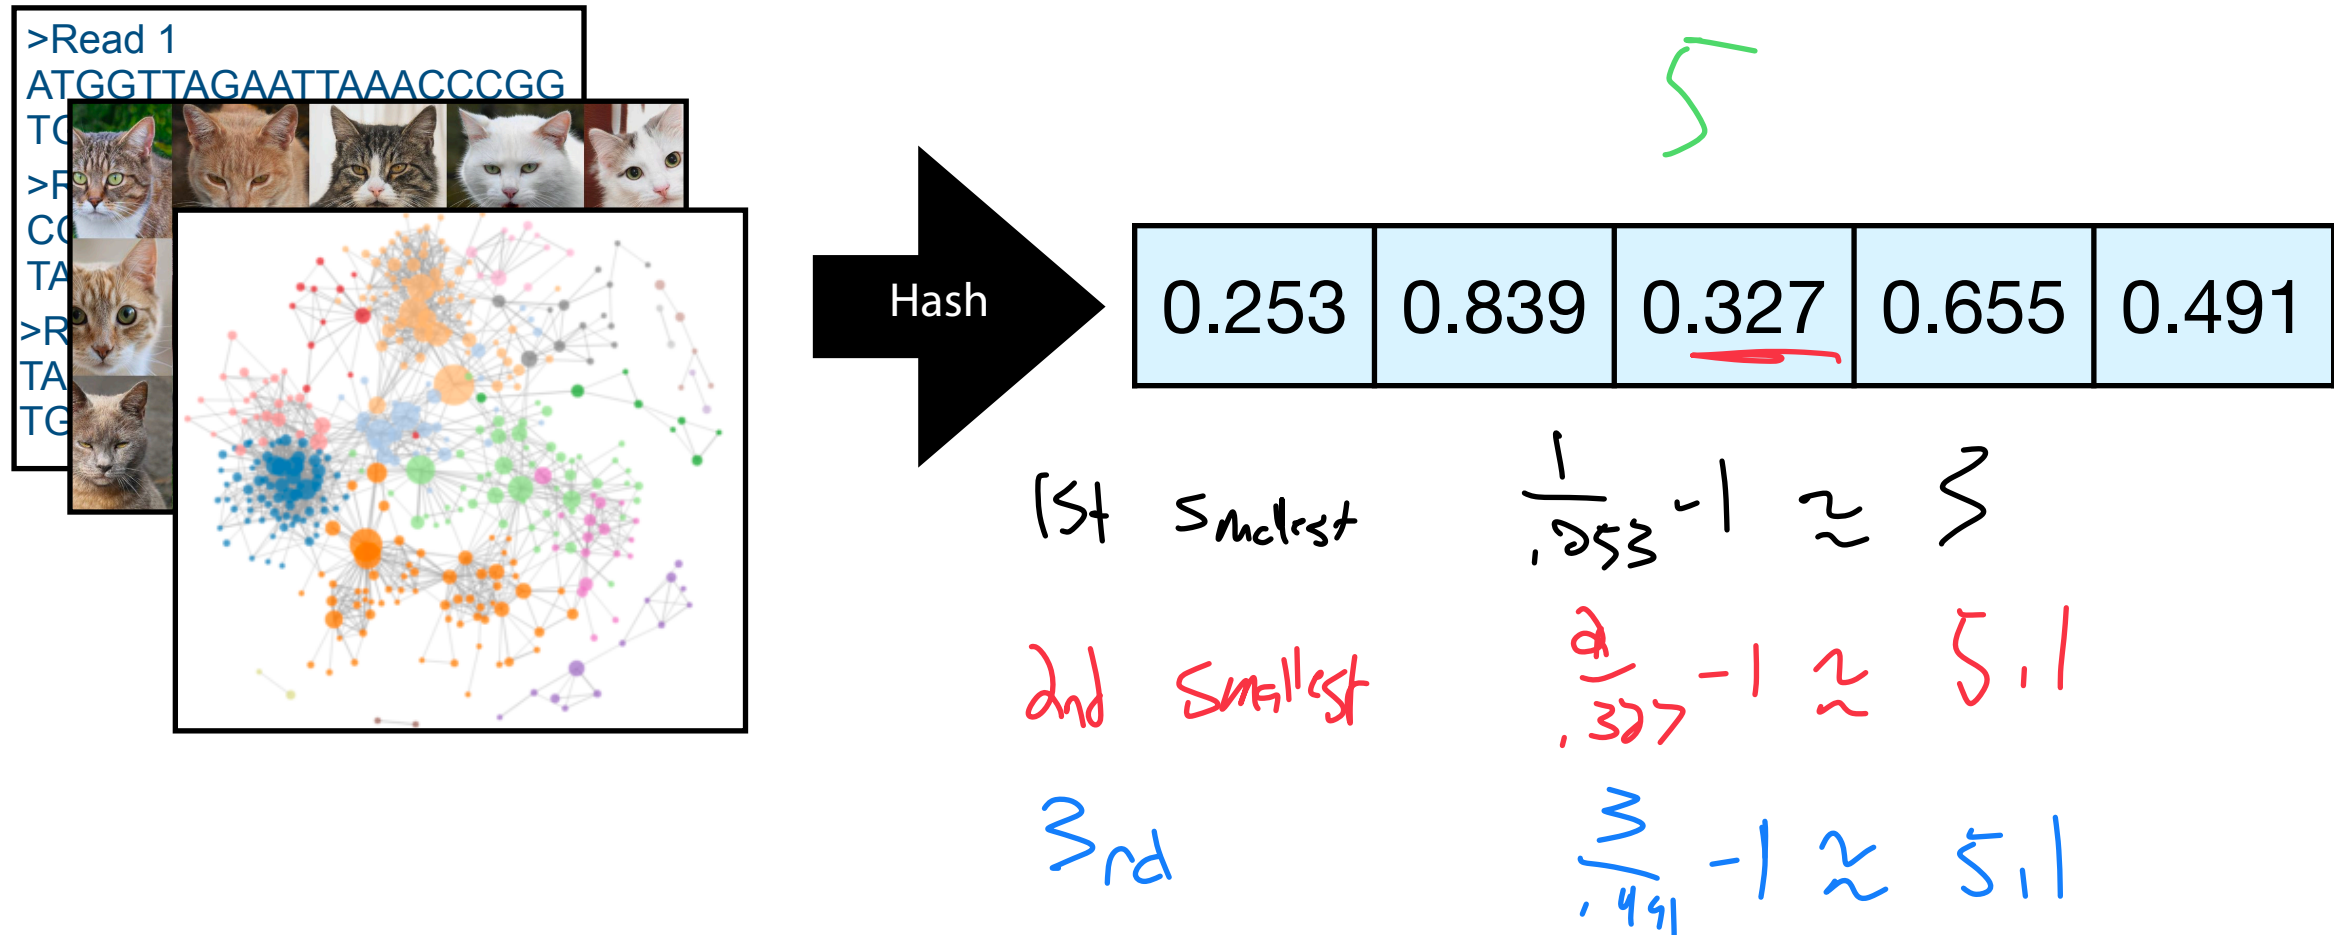 >Read 1
ATGGTTAGAATTAAACCCGG
TC
>R
CC
TA
>R
TA
TG
Hash
5
0.253 0.839 0.327 0.655 0.491
1st smallest 1/.253 -1 ≈ 3
2nd smallest 2/.327 -1 ≈ 5.1
3rd 3/.491 -1 ≈ 5.1